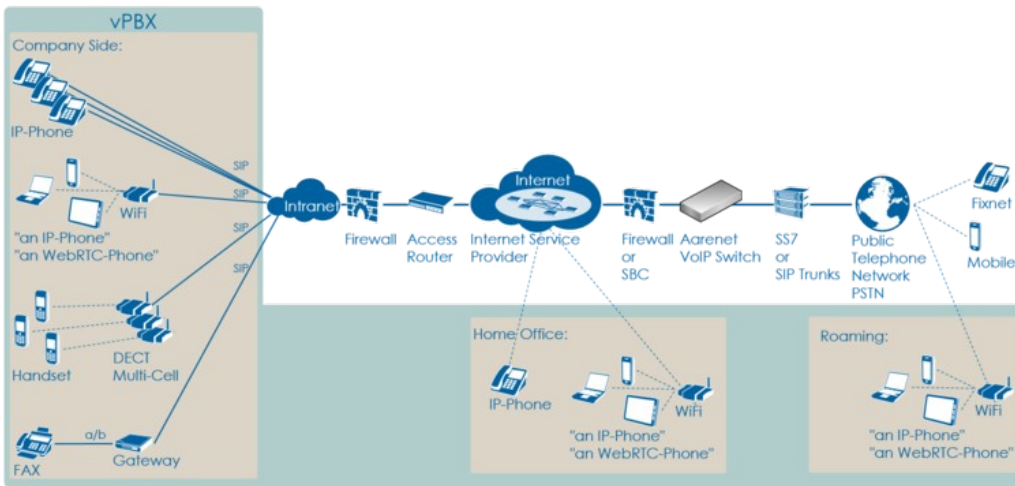 vPBX
Company Side:
IP-Phone
SIP
SIP
SIP
SIP
WiFi
"an IP-Phone"
"an WebRTC-Phone"
Handset
DECT
Multi-Cell
FAX
a/b
Gateway
Intranet
Firewall
Access
Router
Internet
Internet Service
Provider
Firewall
or
SBC
Aarenet
VoIP Switch
SS7
or
SIP Trunks
Public
Telephone
Network
PSTN
Fixnet
Mobile
Home Office:
IP-Phone
WiFi
"an IP-Phone"
"an WebRTC-Phone"
Roaming:
WiFi
"an IP-Phone"
"an WebRTC-Phone"